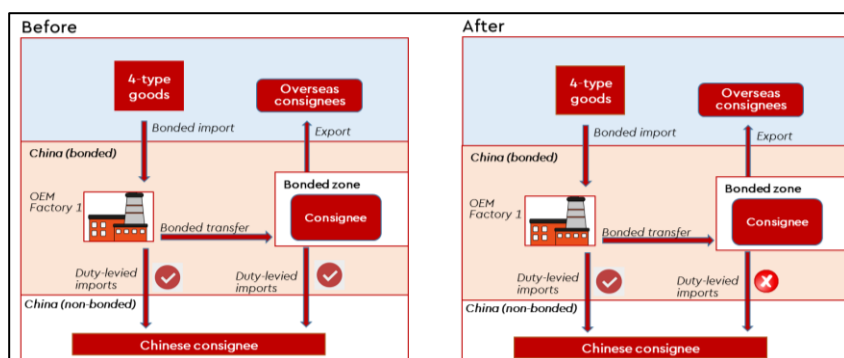 Before
4-type
goods
Overseas
consignees
Bonded import
Export
China (bonded)
OEM
Factory 1
Bonded zone
Consignee
Bonded transfer
Duty-levied
imports
Duty-levied
imports
China (non-bonded)
Chinese consignee
After
4-type
goods
Overseas
consignees
Bonded import
Export
China (bonded)
OEM
Factory 1
Bonded zone
Consignee
Bonded transfer
Duty-levied
imports
Duty-levied
imports
China (non-bonded)
Chinese consignee